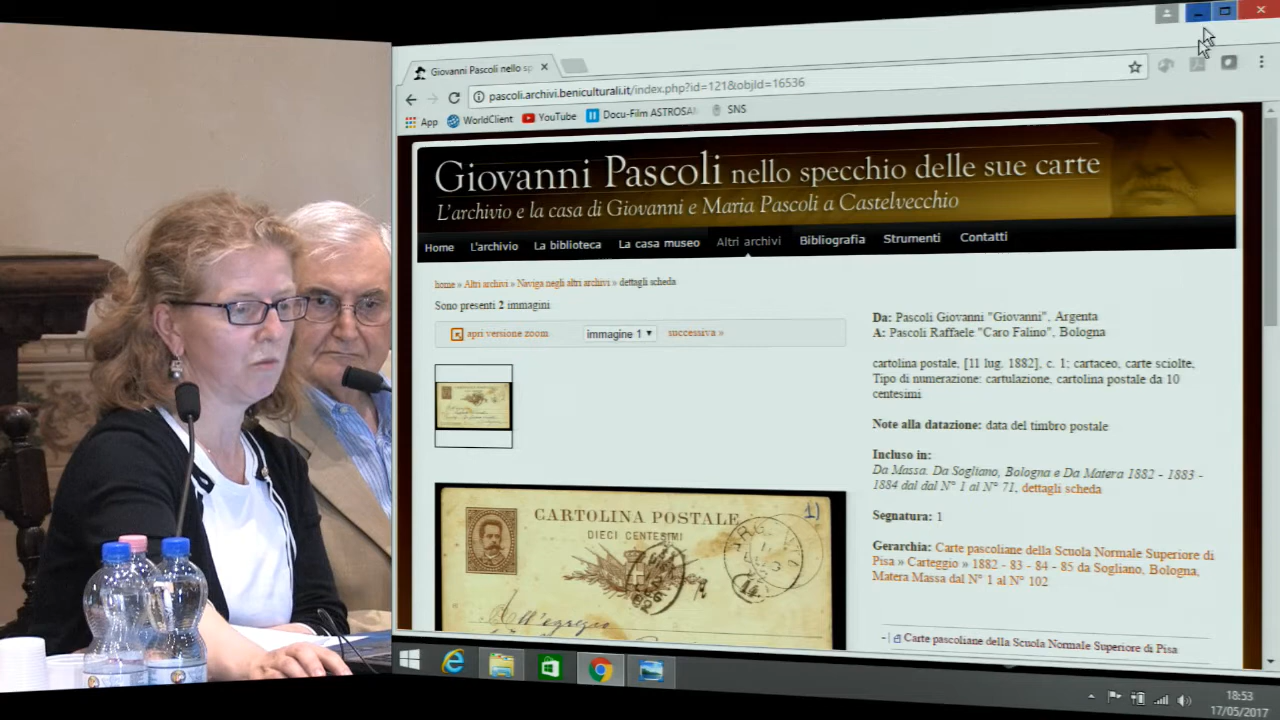 Giovanni Pascoli nello sp
pascoli.archivi.beniculturali.it/index.php?id=121&objId=16536
App WorldClient YouTube Docu-Film ASTROSA SNS
Giovanni Pascoli nello specchio delle sue carte
L'archivio e la casa di Giovanni e Maria Pascoli a Castelvecchio
Home L'archivio La biblioteca La casa museo Altri archivi Bibliografia Strumenti Contatti
home » Altri archivi » Naviga negli altri archivi » dettagli scheda
Sono presenti 2 immagini
apri versione zoom immagine 1 successiva »
Da: Pascoli Giovanni "Giovanni", Argenta
A: Pascoli Raffaele "Caro Falino", Bologna
cartolina postale, [11 lug. 1882], c. 1; cartaceo, carte sciolte,
Tipo di numerazione: cartulazione, cartolina postale da 10
centesimi
Note alla datazione: data del timbro postale
Incluso in:
Da Massa. Da Sogliano, Bologna e Da Matera 1882 - 1883 -
1884 dal dal N° 1 al N° 71, dettagli scheda
Segnatura: 1
Gerarchia: Carte pascoliane della Scuola Normale Superiore di
Pisa » Carteggio » 1882 - 83 - 84 - 85 da Sogliano, Bologna,
Matera Massa dal N° 1 al N° 102
- Carte pascoliane della Scuola Normale Superiore di Pisa
CARTOLINA POSTALE
DIECI CENTESIMI
1)
All'egregio
18:53
17/05/2017